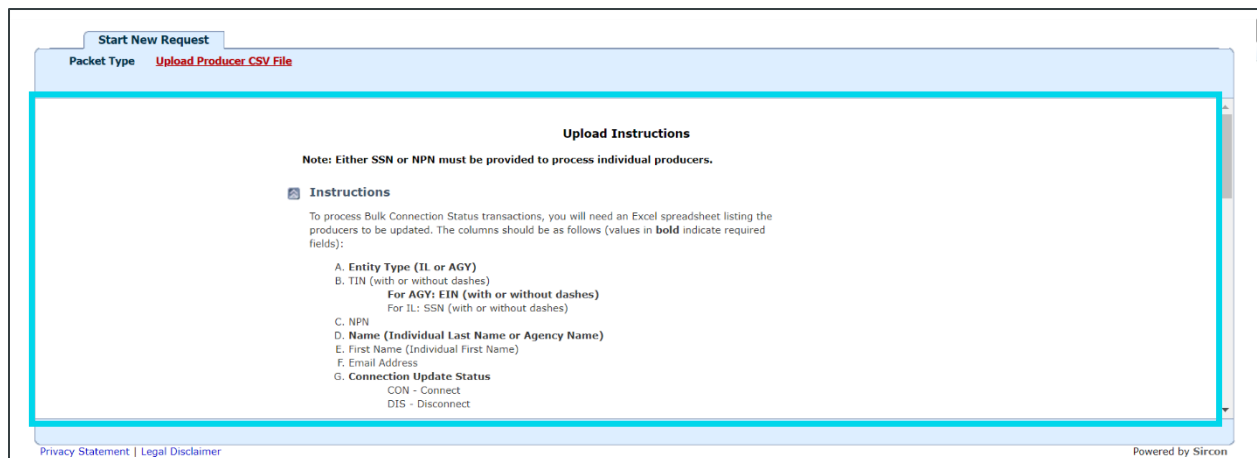 Start New Request
Packet Type Upload Producer CSV File
Upload Instructions
Note: Either SSN or NPN must be provided to process individual producers.
Instructions
To process Bulk Connection Status transactions, you will need an Excel spreadsheet listing the
producers to be updated. The columns should be as follows (values in bold indicate required
fields):
A. Entity Type (IL or AGY)
B. TIN (with or without dashes)
For AGY: EIN (with or without dashes)
For IL: SSN (with or without dashes)
C. NPN
D. Name (Individual Last Name or Agency Name)
E. First Name (Individual First Name)
F. Email Address
G. Connection Update Status
CON - Connect
DIS - Disconnect
Privacy Statement | Legal Disclaimer Powered by Sircon